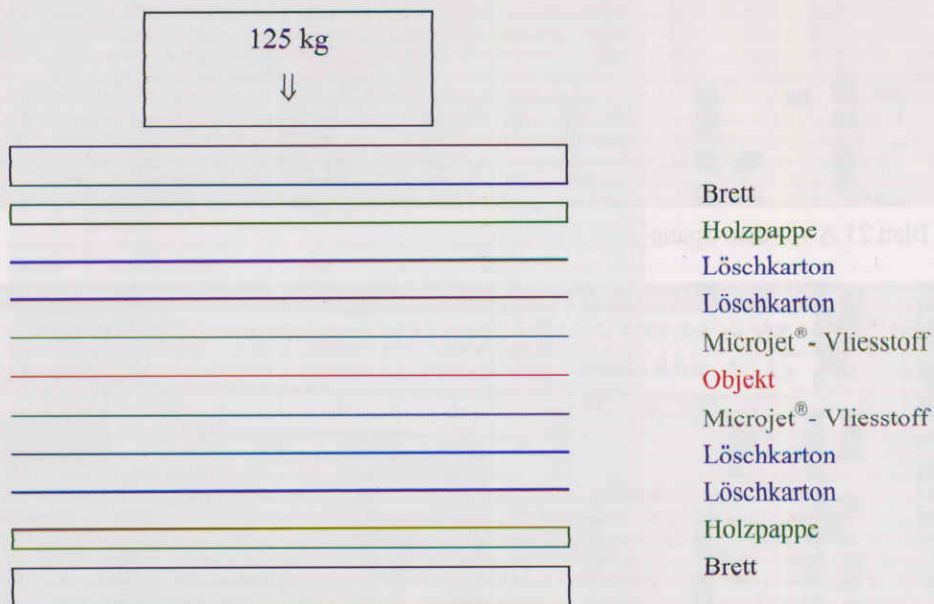 125 kg
⇓
Brett
Holzpappe
Löschkarton
Löschkarton
Microjet®- Vliesstoff
Objekt
Microjet®- Vliesstoff
Löschkarton
Löschkarton
Holzpappe
Brett